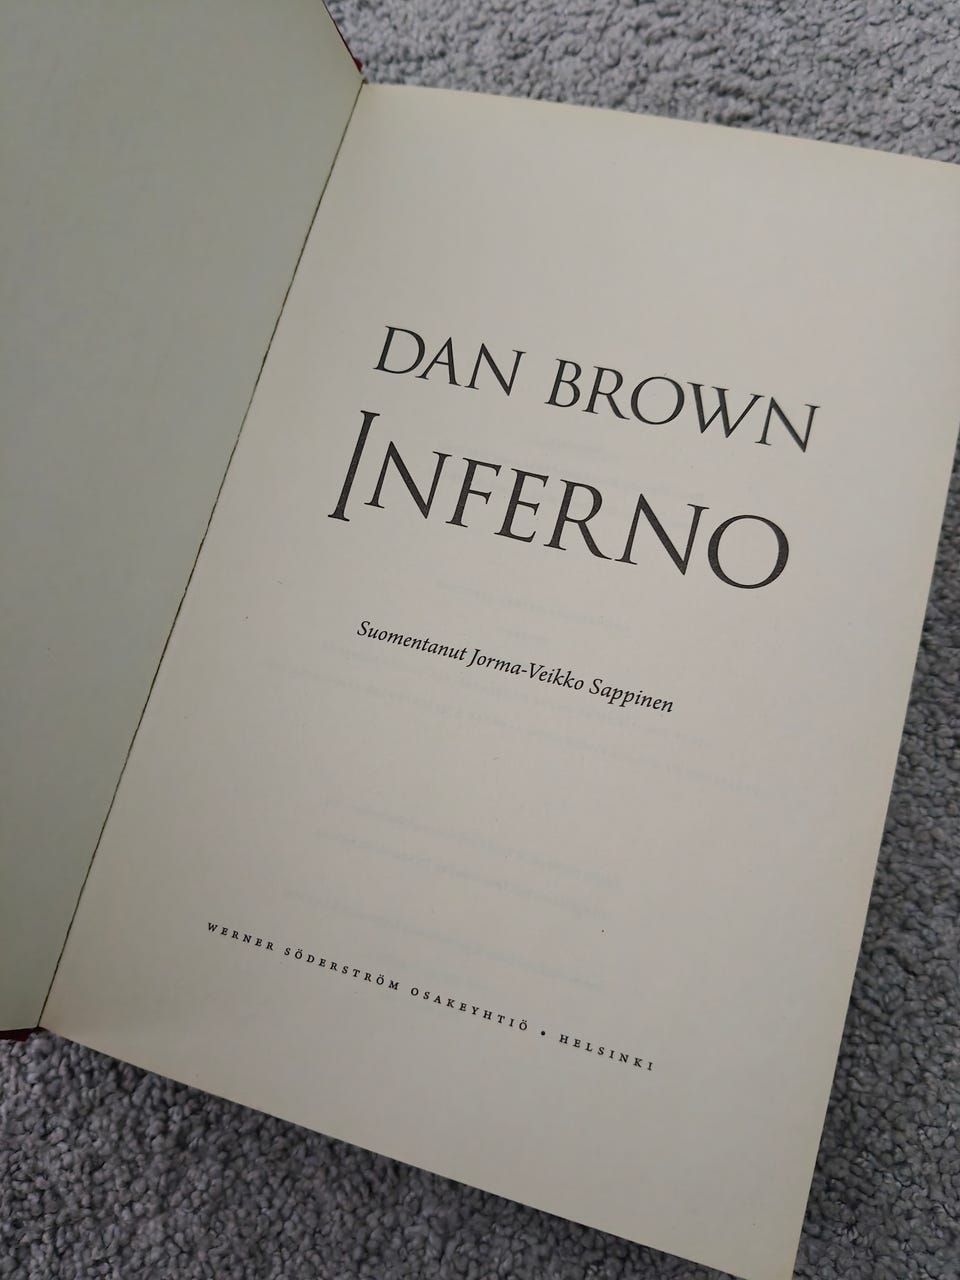 DAN BROWN
INFERNO
Suomentanut Jorma-Veikko Sappinen
WERNER SÖDERSTRÖM OSAKEYHTIÖ • HELSINKI